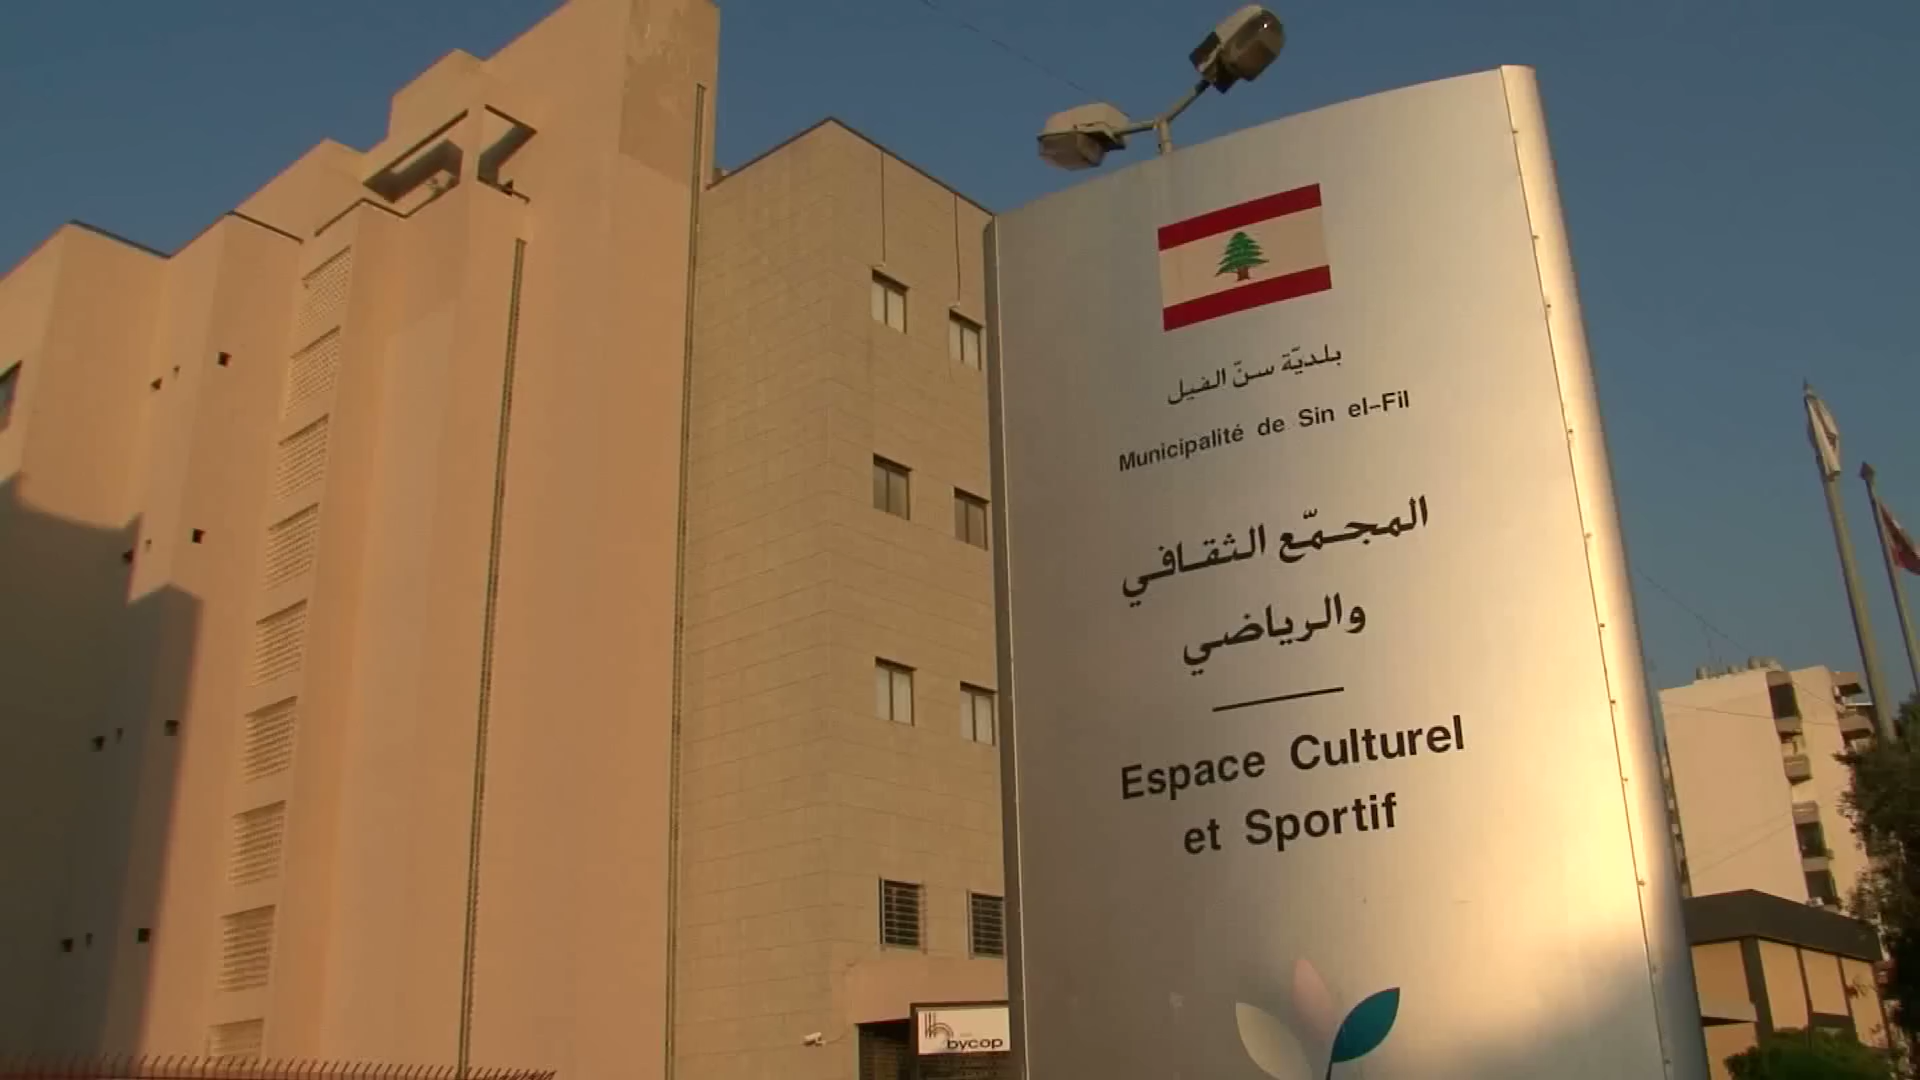 بلديّة سنّ الفيل
Municipalité de Sin el-Fil
المجمّع الثقافي
والرياضي
Espace Culturel
et Sportif
bycop